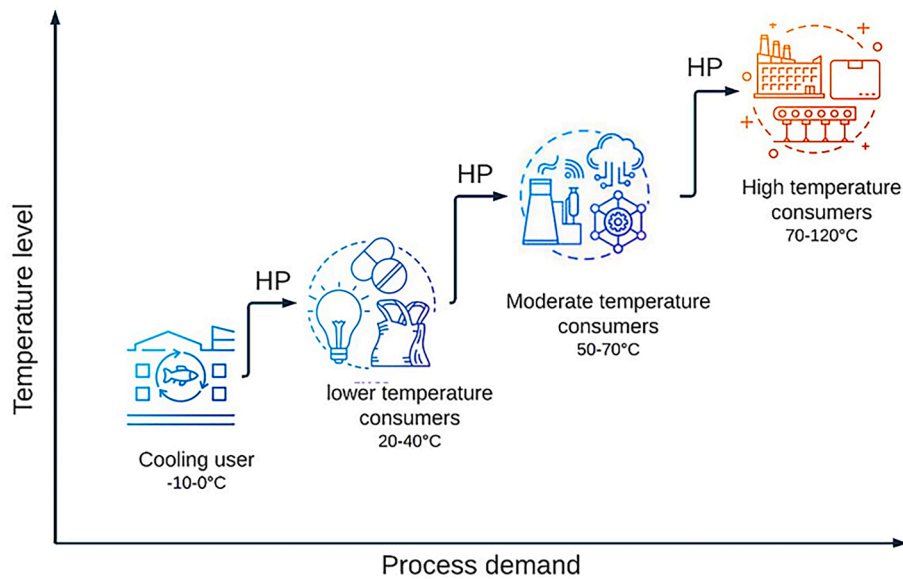 HP
High temperature
consumers
70-120°C
HP
Moderate temperature
consumers
50-70°C
HP
lower temperature
consumers
20-40°C
Cooling user
-10-0°C
Temperature level
Process demand